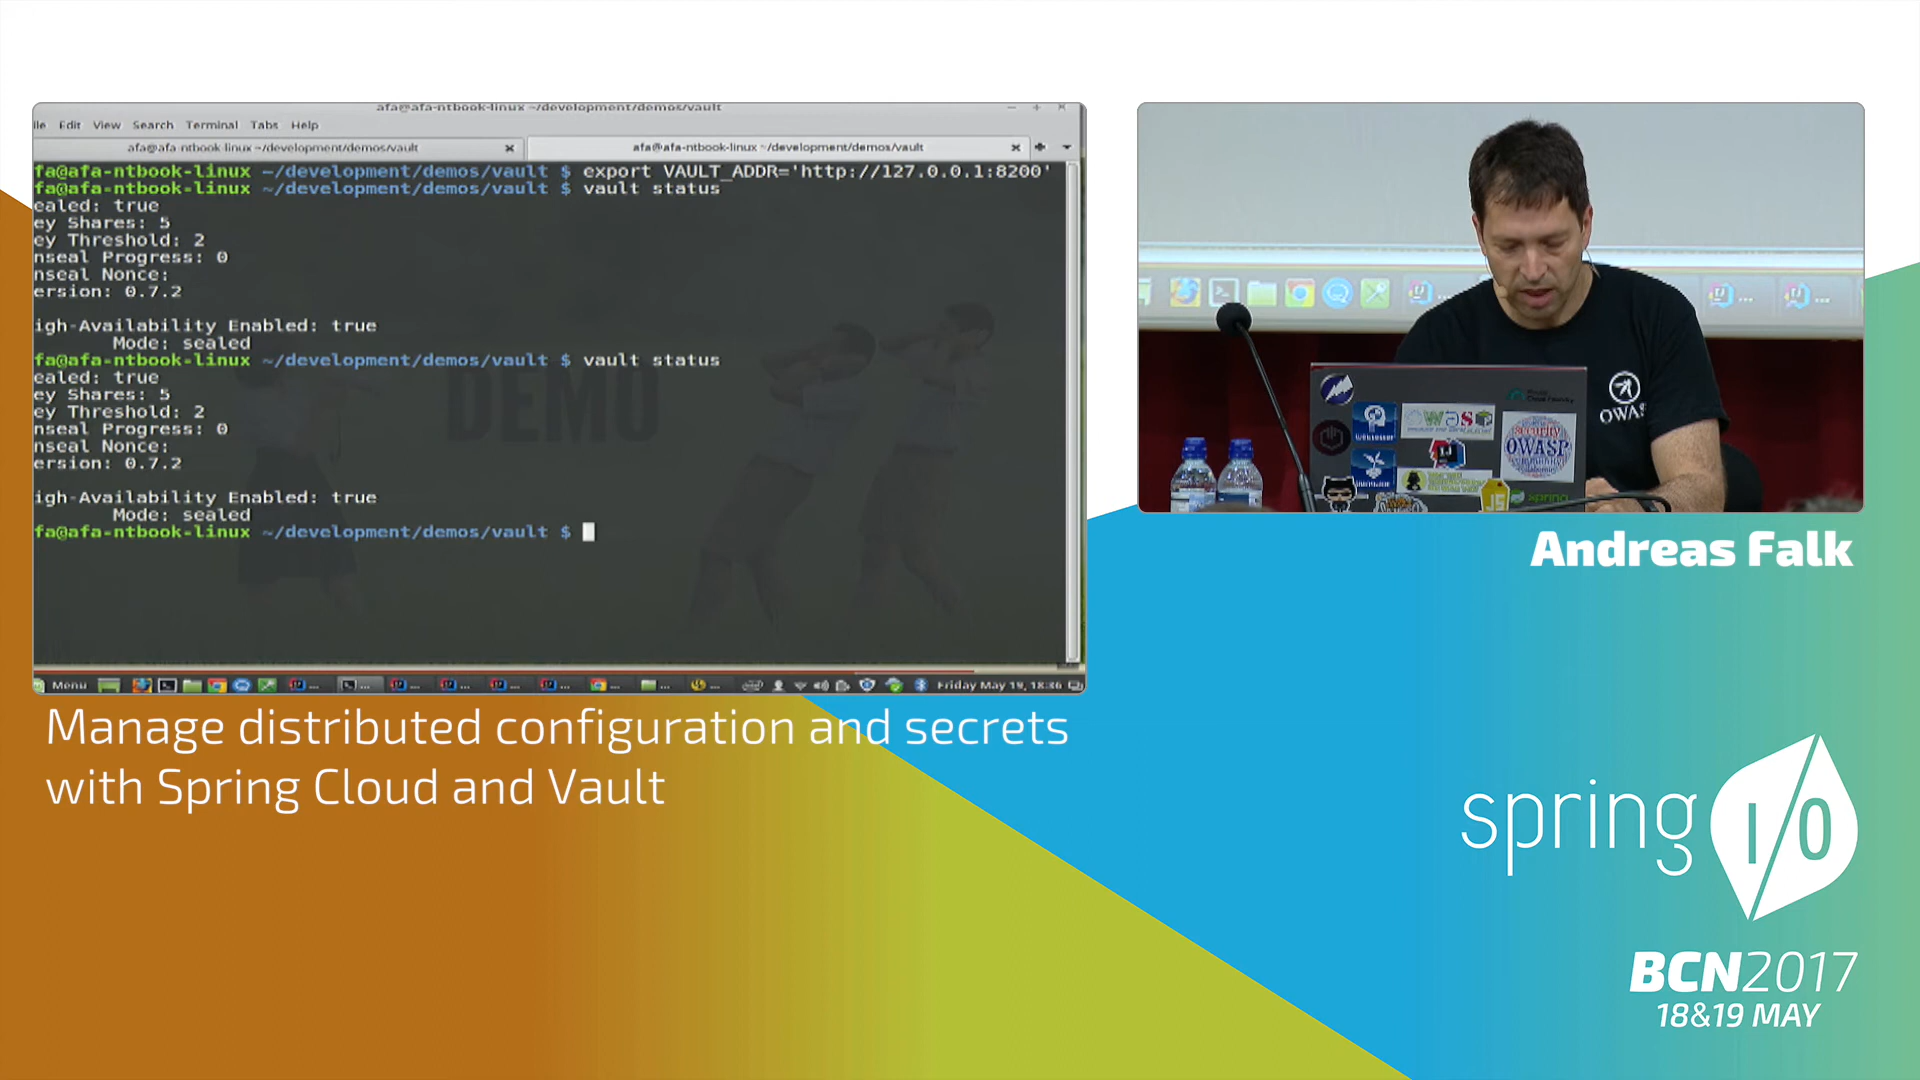 afa@afa-ntbook-linux ~/development/demos/vault
ile Edit View Search Terminal Tabs Help
afa@afa-ntbook-linux ~/development/demos/vault
afa@afa-ntbook-linux ~/development/demos/vault
fa@afa-ntbook-linux ~/development/demos/vault $ export VAULT_ADDR='http://127.0.0.1:8200'
fa@afa-ntbook-linux ~/development/demos/vault $ vault status
ealed: true
ey Shares: 5
ey Threshold: 2
nseal Progress: 0
nseal Nonce:
ersion: 0.7.2
igh-Availability Enabled: true
Mode: sealed
fa@afa-ntbook-linux ~/development/demos/vault $ vault status
ealed: true
ey Shares: 5
ey Threshold: 2
nseal Progress: 0
nseal Nonce:
ersion: 0.7.2
igh-Availability Enabled: true
Mode: sealed
fa@afa-ntbook-linux ~/development/demos/vault $
DEMO
Menu
Friday May 19, 18:36
OWAS
security
OWASP
JS
spring
Andreas Falk
Manage distributed configuration and secrets
with Spring Cloud and Vault
spring I/O
BCN2017
18&19 MAY